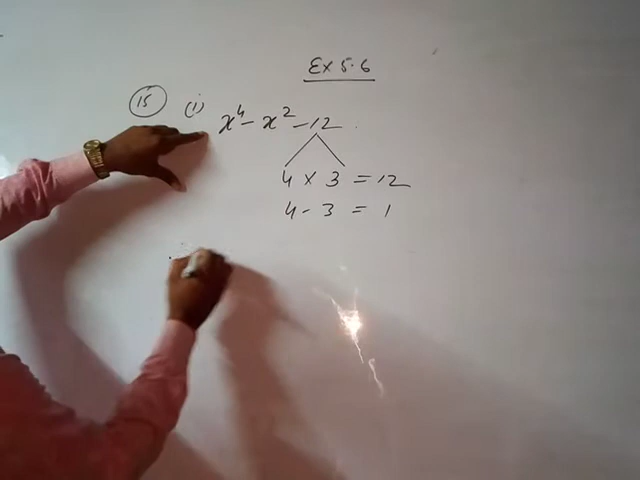 Ex 5.6
15 (i) x⁴ - x² - 12
4 × 3 = 12
4 - 3 = 1